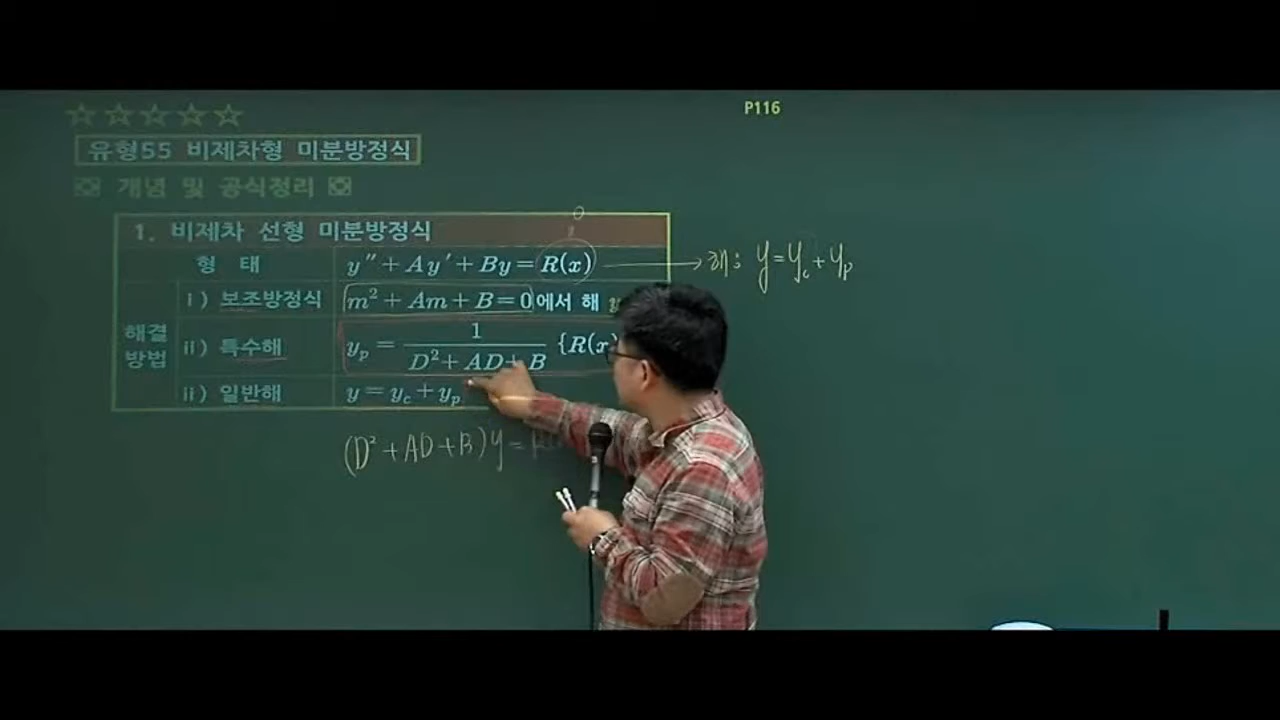 P116
유형55 비제차형 미분방정식
개념 및 공식정리
1. 비제차 선형 미분방정식
0
형 태 y″ + Ay′ + By = R(x) → 해: y = y_c + y_p
해결 방법
i) 보조방정식 m² + Am + B = 0에서 해
ii) 특수해 y_p = 1/(D² + AD + B) {R(x)
ii) 일반해 y = y_c + y_p
(D² + AD + B)y =